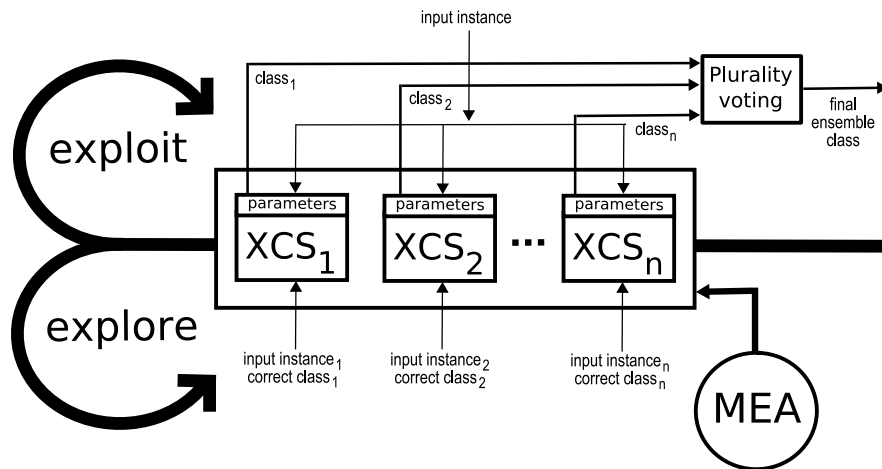 input instance
class1
class2
classn
Plurality
voting
final
ensemble
class
exploit
parameters
parameters
parameters
XCS1
XCS2
...
XCSn
explore
input instance1
correct class1
input instance2
correct class2
input instancen
correct classn
MEA